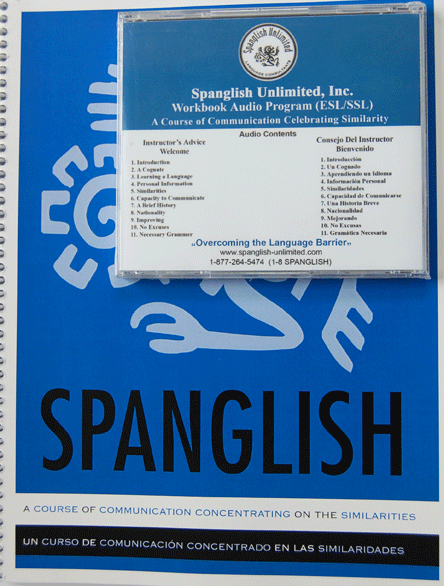 Spanglish Unlimited
LANGUAGE CONSULTANTS
Spanglish Unlimited, Inc.
Workbook Audio Program (ESL/SSL)
A Course of Communication Celebrating Similarity
Audio Contents
Instructor's Advice
Welcome
1. Introduction
2. A Cognate
3. Learning a Language
4. Personal Information
5. Similarities
6. Capacity to Communicate
7. A Brief History
8. Nationality
9. Improving
10. No Excuses
11. Necessary Grammer
Consejo Del Instructor
Bienvenido
1. Introducción
2. Un Cognado
3. Aprendiendo un Idioma
4. Información Personal
5. Similaridades
6. Capacidad de Comunicarse
7. Una Historia Breve
8. Nacionalidad
9. Mejorando
10. No Excusas
11. Gramática Necesaria
„Overcoming the Language Barrier"
www.spanglish-unlimited.com
1-877-264-5474 (1-8 SPANGLISH)
SPANGLISH
A COURSE OF COMMUNICATION CONCENTRATING ON THE SIMILARITIES
UN CURSO DE COMUNICACIÓN CONCENTRADO EN LAS SIMILARIDADES